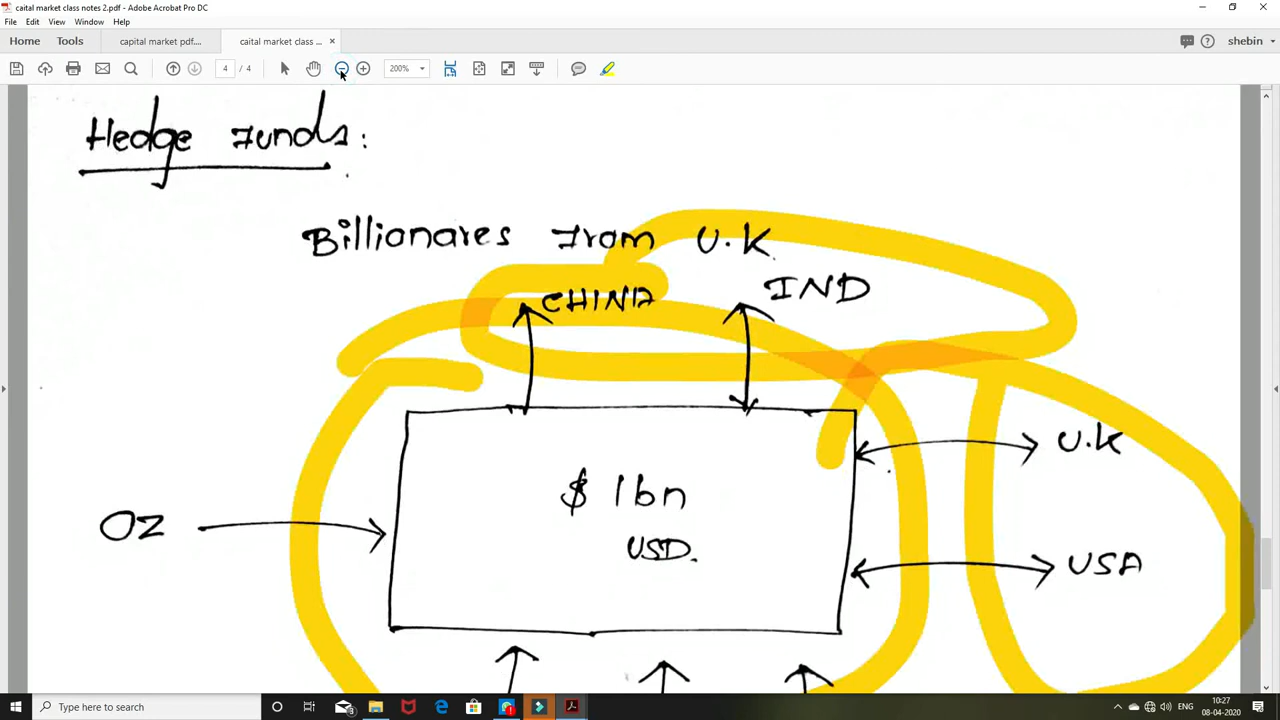 caital market class notes 2.pdf - Adobe Acrobat Pro DC
File Edit View Window Help
Home Tools capital market pdf.... caital market class ... × shebin
4 / 4 200%
Hedge Funds:
Billionares From U.K
CHINA IND
U.K
$ 1bn
OZ
USD.
USA
Type here to search
10:27
08-04-2020